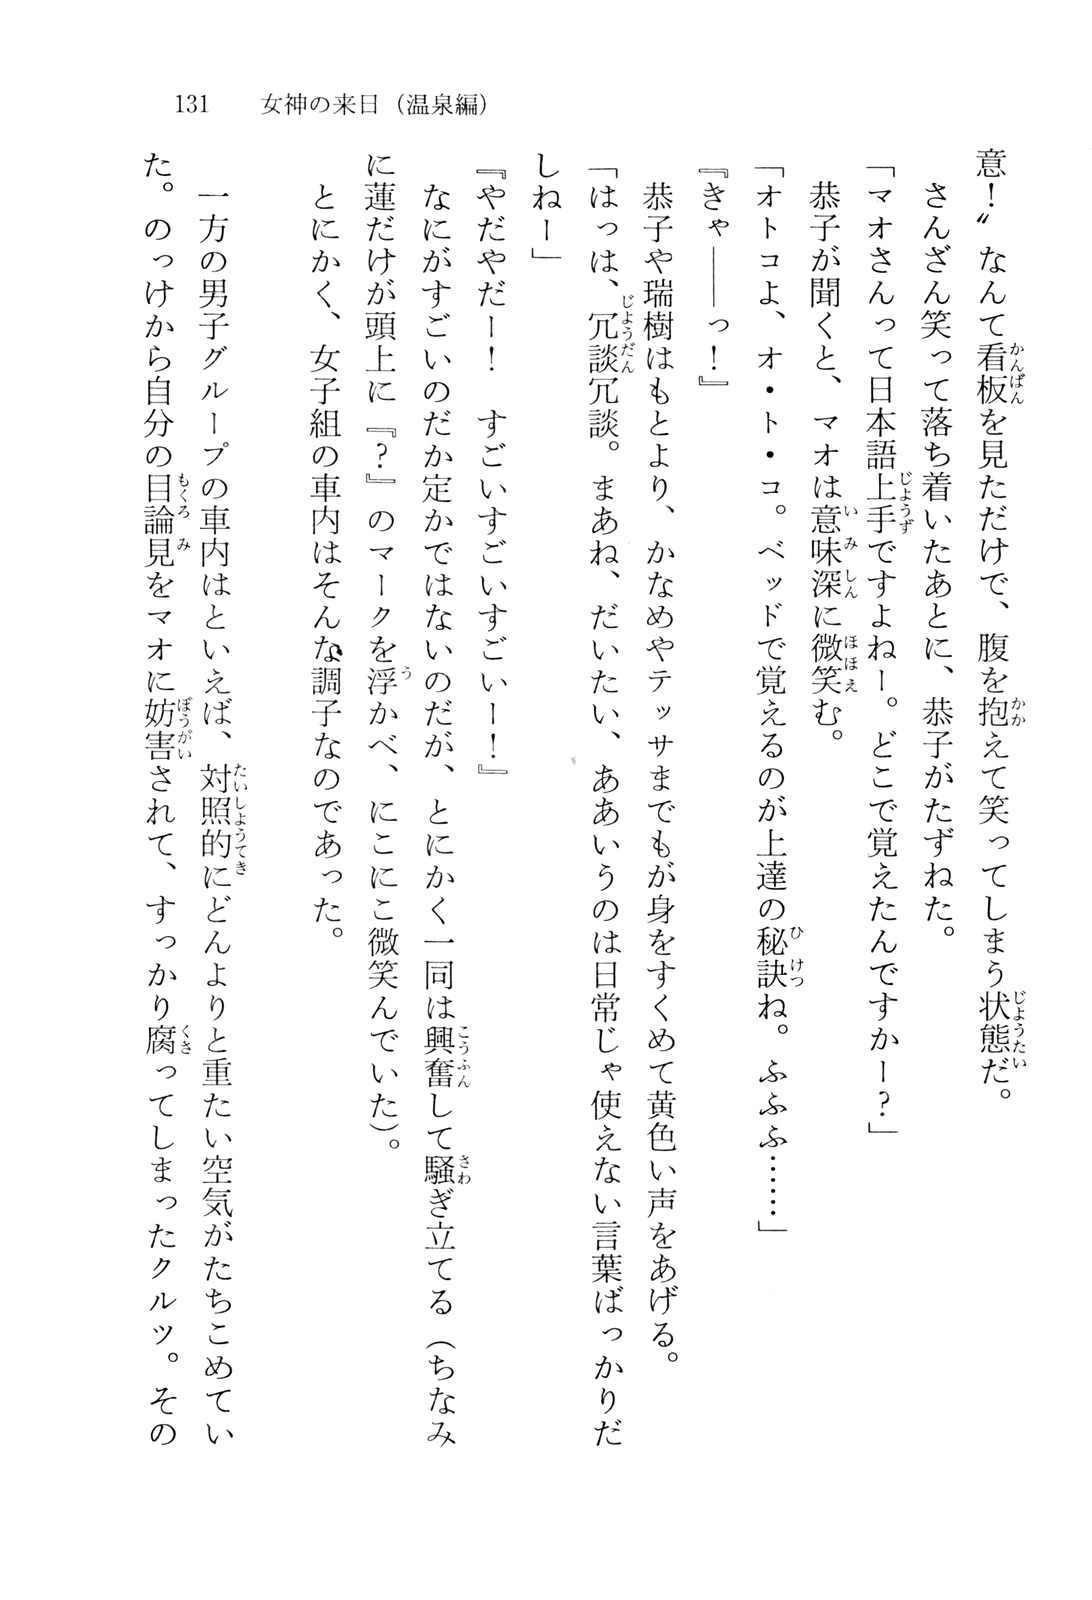 131　女神の来日（温泉編）
意！〟なんて看板を見ただけで、腹を抱えて笑ってしまう状態だ。
　さんざん笑って落ち着いたあとに、恭子がたずねた。
「マオさんって日本語上手ですよねー。どこで覚えたんですかー？」
　恭子が聞くと、マオは意味深に微笑む。
「オトコよ、オ・ト・コ。ベッドで覚えるのが上達の秘訣ね。ふふふ……」
『きゃ――っ！』
　恭子や瑞樹はもとより、かなめやテッサまでもが身をすくめて黄色い声をあげる。
「はっは、冗談冗談。まあね、だいたい、ああいうのは日常じゃ使えない言葉ばっかりだ
しねー」
『やだやだー！　すごいすごいすごいー！』
　なにがすごいのだか定かではないのだが、とにかく一同は興奮して騒ぎ立てる（ちなみ
に蓮だけが頭上に『？』のマークを浮かべ、にこにこ微笑んでいた）。
　とにかく、女子組の車内はそんな調子なのであった。
　一方の男子グループの車内はといえば、対照的にどんよりと重たい空気がたちこめてい
た。のっけから自分の目論見をマオに妨害されて、すっかり腐ってしまったクルツ。その